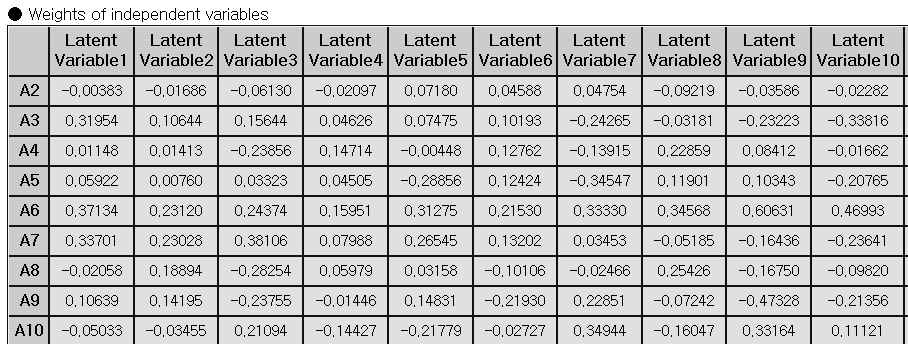 ● Weights of independent variables
Latent Variable1 Latent Variable2 Latent Variable3 Latent Variable4 Latent Variable5 Latent Variable6 Latent Variable7 Latent Variable8 Latent Variable9 Latent Variable10
A2 -0,00383 -0,01686 -0,06130 -0,02097 0,07180 0,04588 0,04754 -0,09219 -0,03586 -0,02282
A3 0,31954 0,10644 0,15644 0,04626 0,07475 0,10193 -0,24265 -0,03181 -0,23223 -0,33816
A4 0,01148 0,01413 -0,23856 0,14714 -0,00448 0,12762 -0,13915 0,22859 0,08412 -0,01662
A5 0,05922 0,00760 0,03323 0,04505 -0,28856 0,12424 -0,34547 0,11901 0,10343 -0,20765
A6 0,37134 0,23120 0,24374 0,15951 0,31275 0,21530 0,33330 0,34568 0,60631 0,46993
A7 0,33701 0,23028 0,38106 0,07988 0,26545 0,13202 0,03453 -0,05185 -0,16436 -0,23641
A8 -0,02058 0,18894 -0,28254 0,05979 0,03158 -0,10106 -0,02466 0,25426 -0,16750 -0,09820
A9 0,10639 0,14195 -0,23755 -0,01446 0,14831 -0,21930 0,22851 -0,07242 -0,47328 -0,21356
A10 -0,05033 -0,03455 0,21094 -0,14427 -0,21779 -0,02727 0,34944 -0,16047 0,33164 0,11121